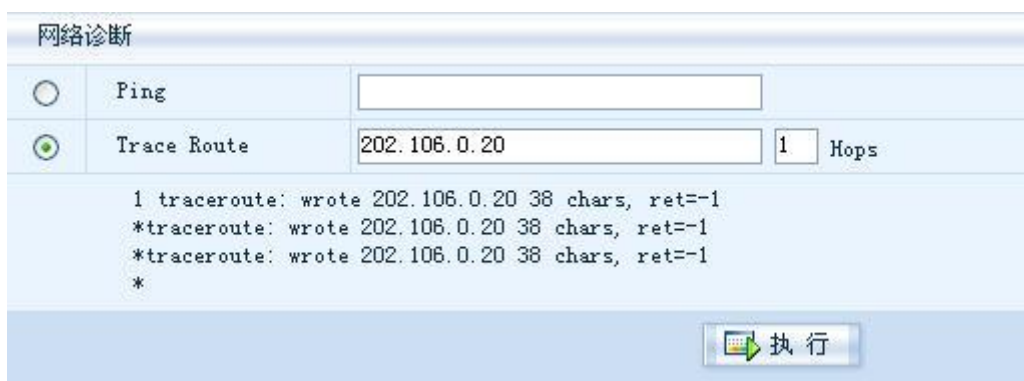 网络诊断
Ping
Trace Route 202.106.0.20 1 Hops
1 traceroute: wrote 202.106.0.20 38 chars, ret=-1
*traceroute: wrote 202.106.0.20 38 chars, ret=-1
*traceroute: wrote 202.106.0.20 38 chars, ret=-1
*
执行